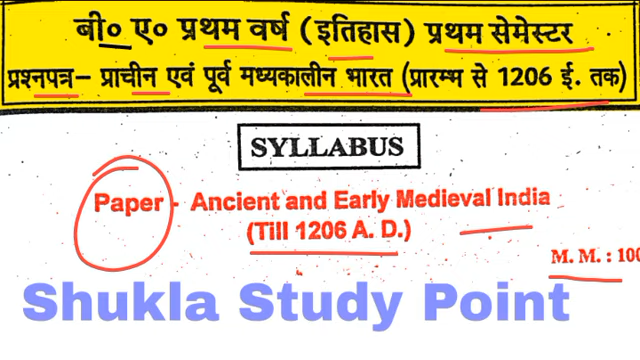 बी० ए० प्रथम वर्ष (इतिहास) प्रथम सेमेस्टर
प्रश्नपत्र– प्राचीन एवं पूर्व मध्यकालीन भारत (प्रारम्भ से 1206 ई. तक)
SYLLABUS
Paper - Ancient and Early Medieval India
(Till 1206 A. D.)
M. M. : 100
Shukla Study Point